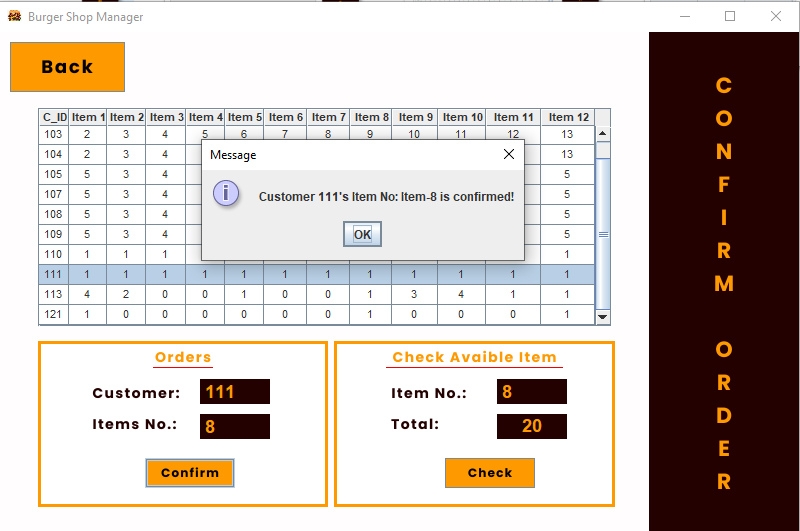 Burger Shop Manager
Back
C_ID Item 1 Item 2 Item 3 Item 4 Item 5 Item 6 Item 7 Item 8 Item 9 Item 10 Item 11 Item 12
103 2 3 4 5 6 7 8 9 10 11 12 13
104 2 3 4 13
105 5 3 4 5
107 5 3 4 5
108 5 3 4 5
109 5 3 4 5
110 1 1 1 1
111 1 1 1 1 1 1 1 1 1 1 1 1
113 4 2 0 0 1 0 0 1 3 4 1 1
121 1 0 0 0 0 0 0 1 0 0 0 1
Message
Customer 111's Item No: Item-8 is confirmed!
OK
Orders
Customer: 111
Items No.: 8
Confirm
Check Avaible Item
Item No.: 8
Total: 20
Check
CONFIRM ORDER